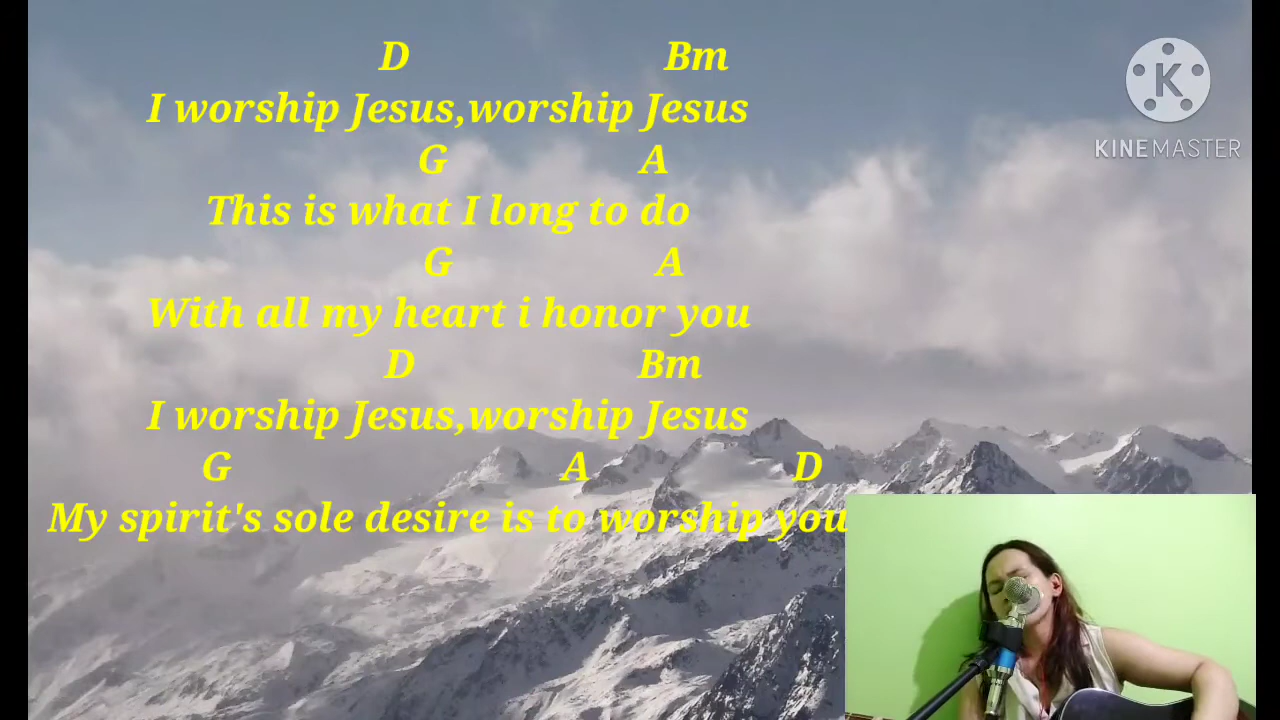 D Bm
I worship Jesus,worship Jesus
G A
This is what I long to do
G A
With all my heart i honor you
D Bm
I worship Jesus,worship Jesus
G A D
My spirit's sole desire is to worship you
K
KINEMASTER